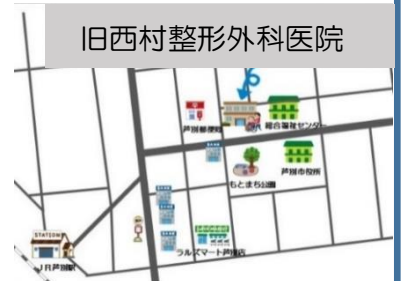 旧西村整形外科医院
芦別郵便局
総合福祉センター
もとまち公園
芦別市役所
STATION
ラルズマート芦別店
JR芦別駅